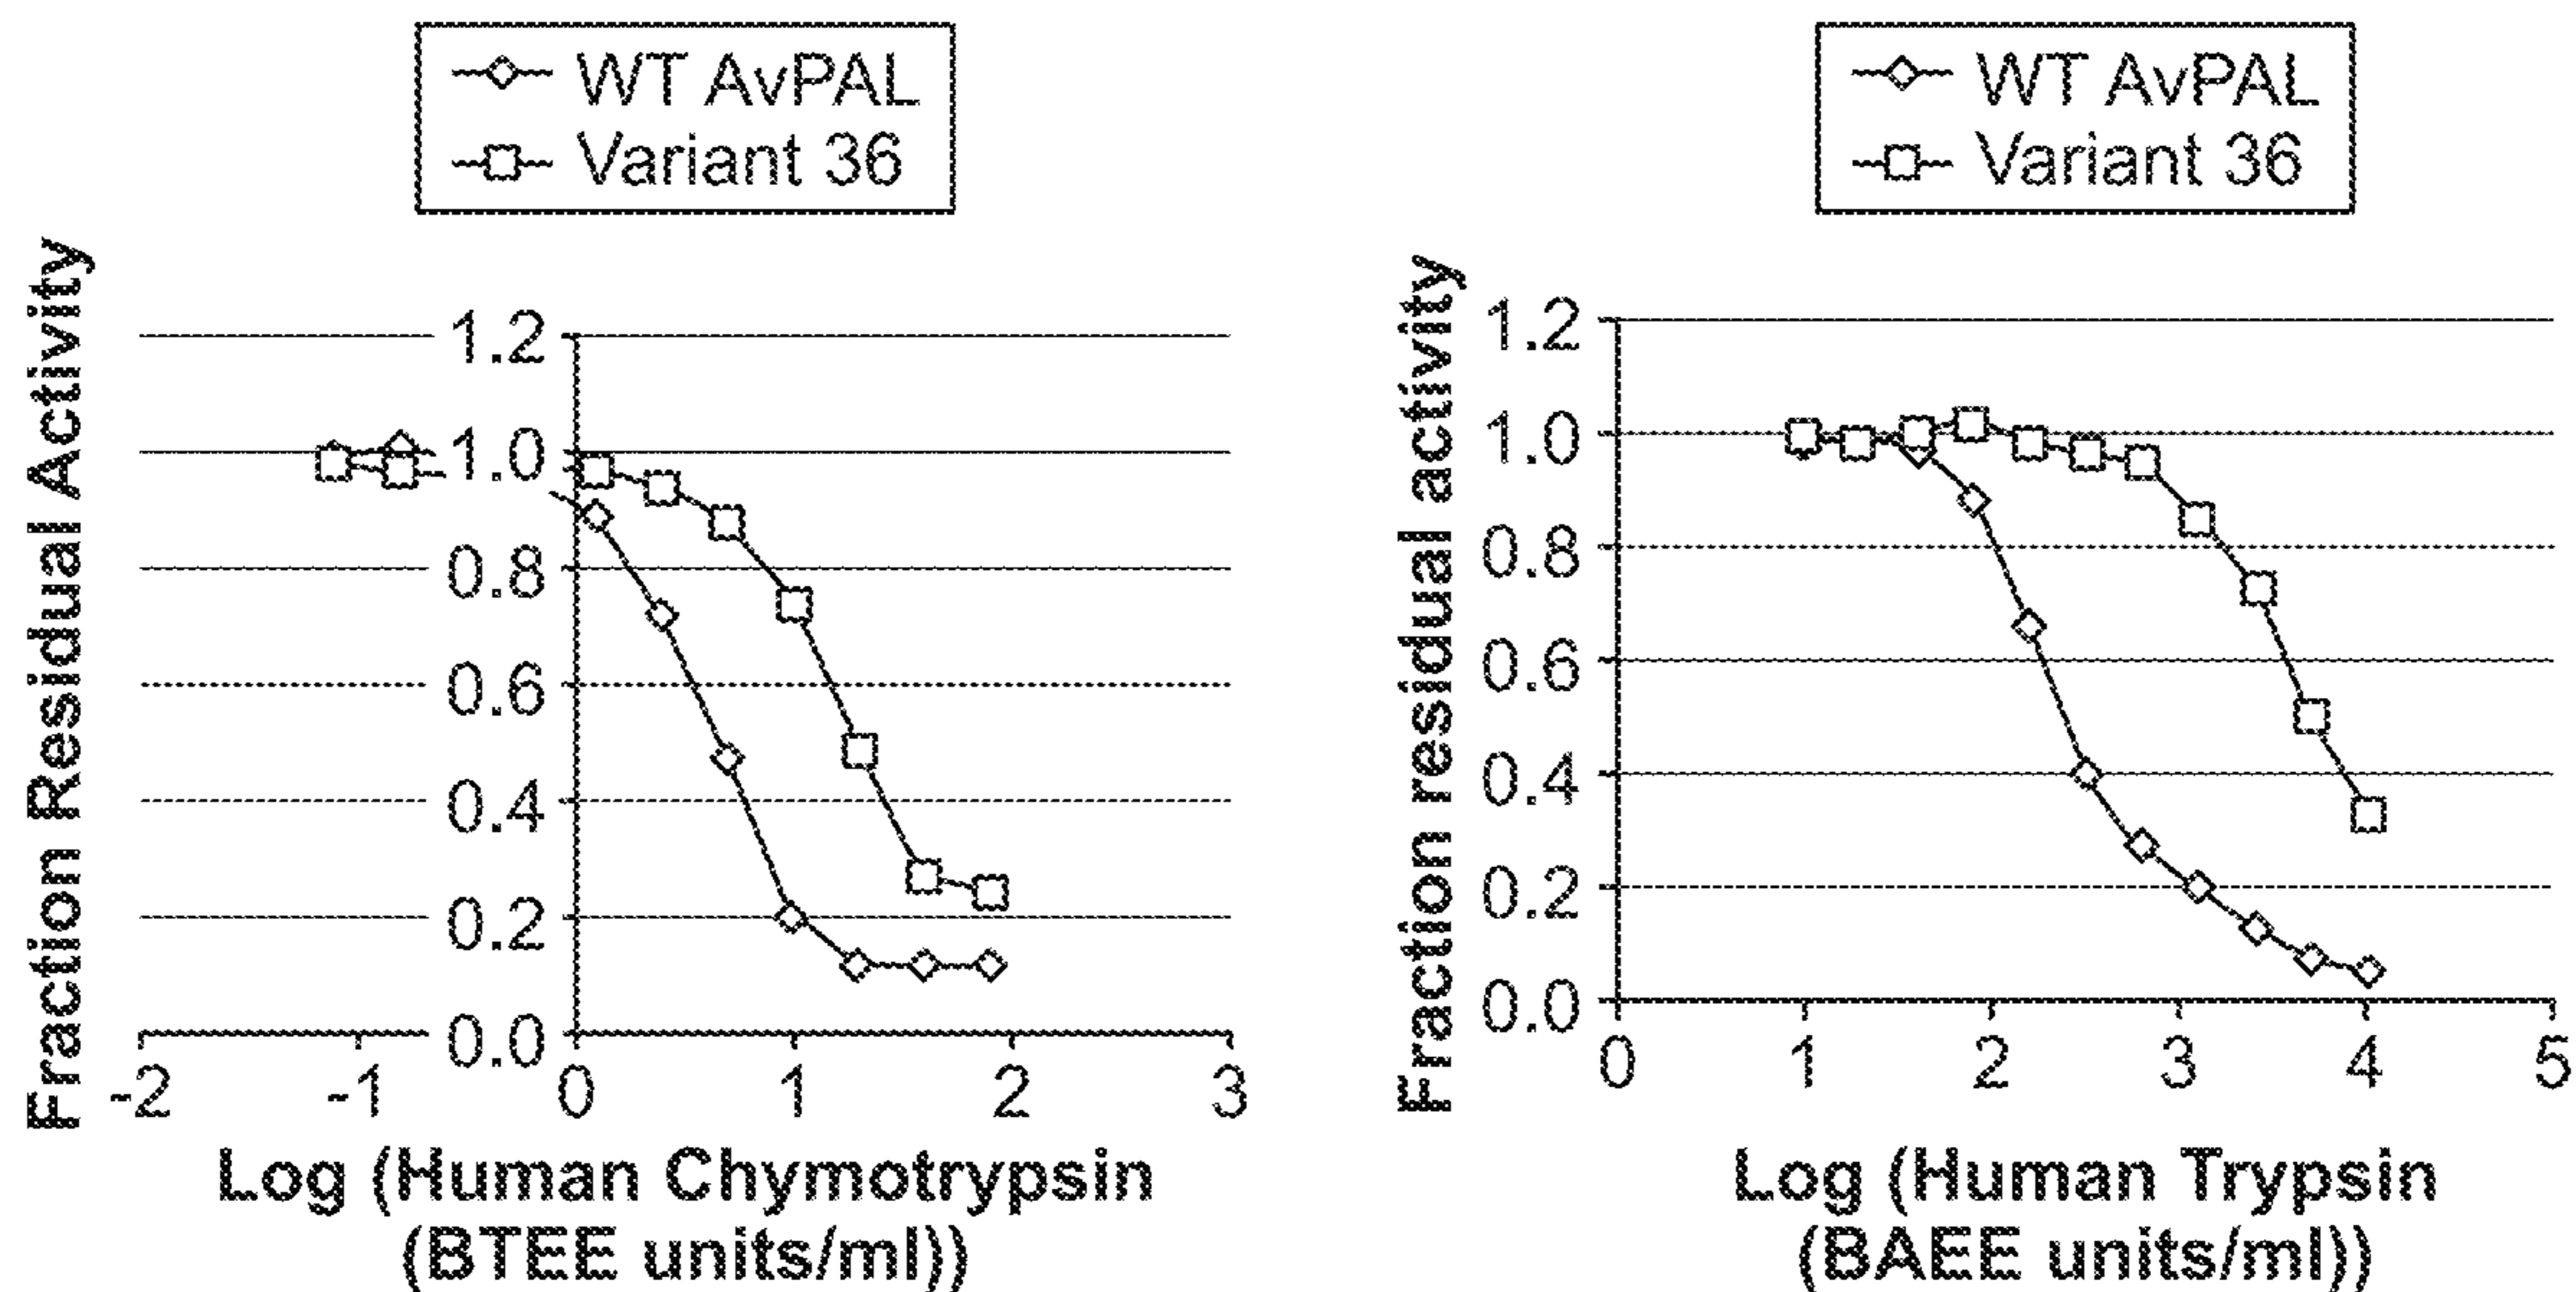 WT AvPAL
Variant 36
Fraction Residual Activity
1.2
1.0
0.8
0.6
0.4
0.2
0.0
-2 -1 0 1 2 3
Log (Human Chymotrypsin
(BTEE units/ml))
WT AvPAL
Variant 36
Fraction residual activity
1.2
1.0
0.8
0.6
0.4
0.2
0.0
0 1 2 3 4 5
Log (Human Trypsin
(BAEE units/ml))